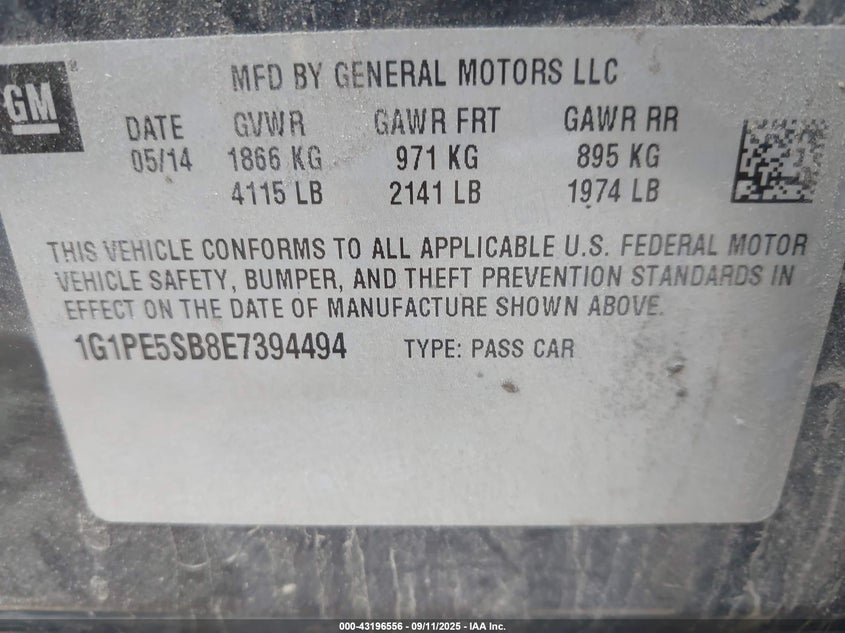 GM
MFD BY GENERAL MOTORS LLC
DATE GVWR GAWR FRT GAWR RR
05/14 1866 KG 971 KG 895 KG
4115 LB 2141 LB 1974 LB
THIS VEHICLE CONFORMS TO ALL APPLICABLE U.S. FEDERAL MOTOR
VEHICLE SAFETY, BUMPER, AND THEFT PREVENTION STANDARDS IN
EFFECT ON THE DATE OF MANUFACTURE SHOWN ABOVE.
1G1PE5SB8E7394494 TYPE: PASS CAR
000-43196556 - 09/11/2025 - IAA Inc.